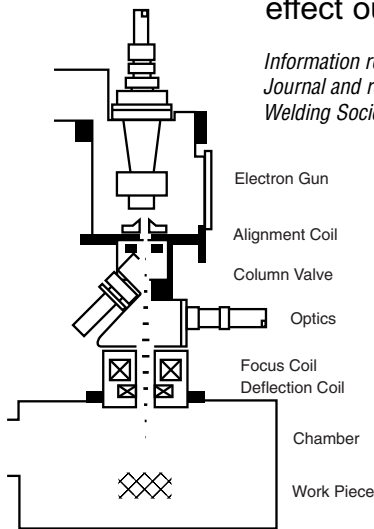 effect ou
Information re
Journal and re
Welding Socie
Electron Gun
Alignment Coil
Column Valve
Optics
Focus Coil
Deflection Coil
Chamber
Work Piece